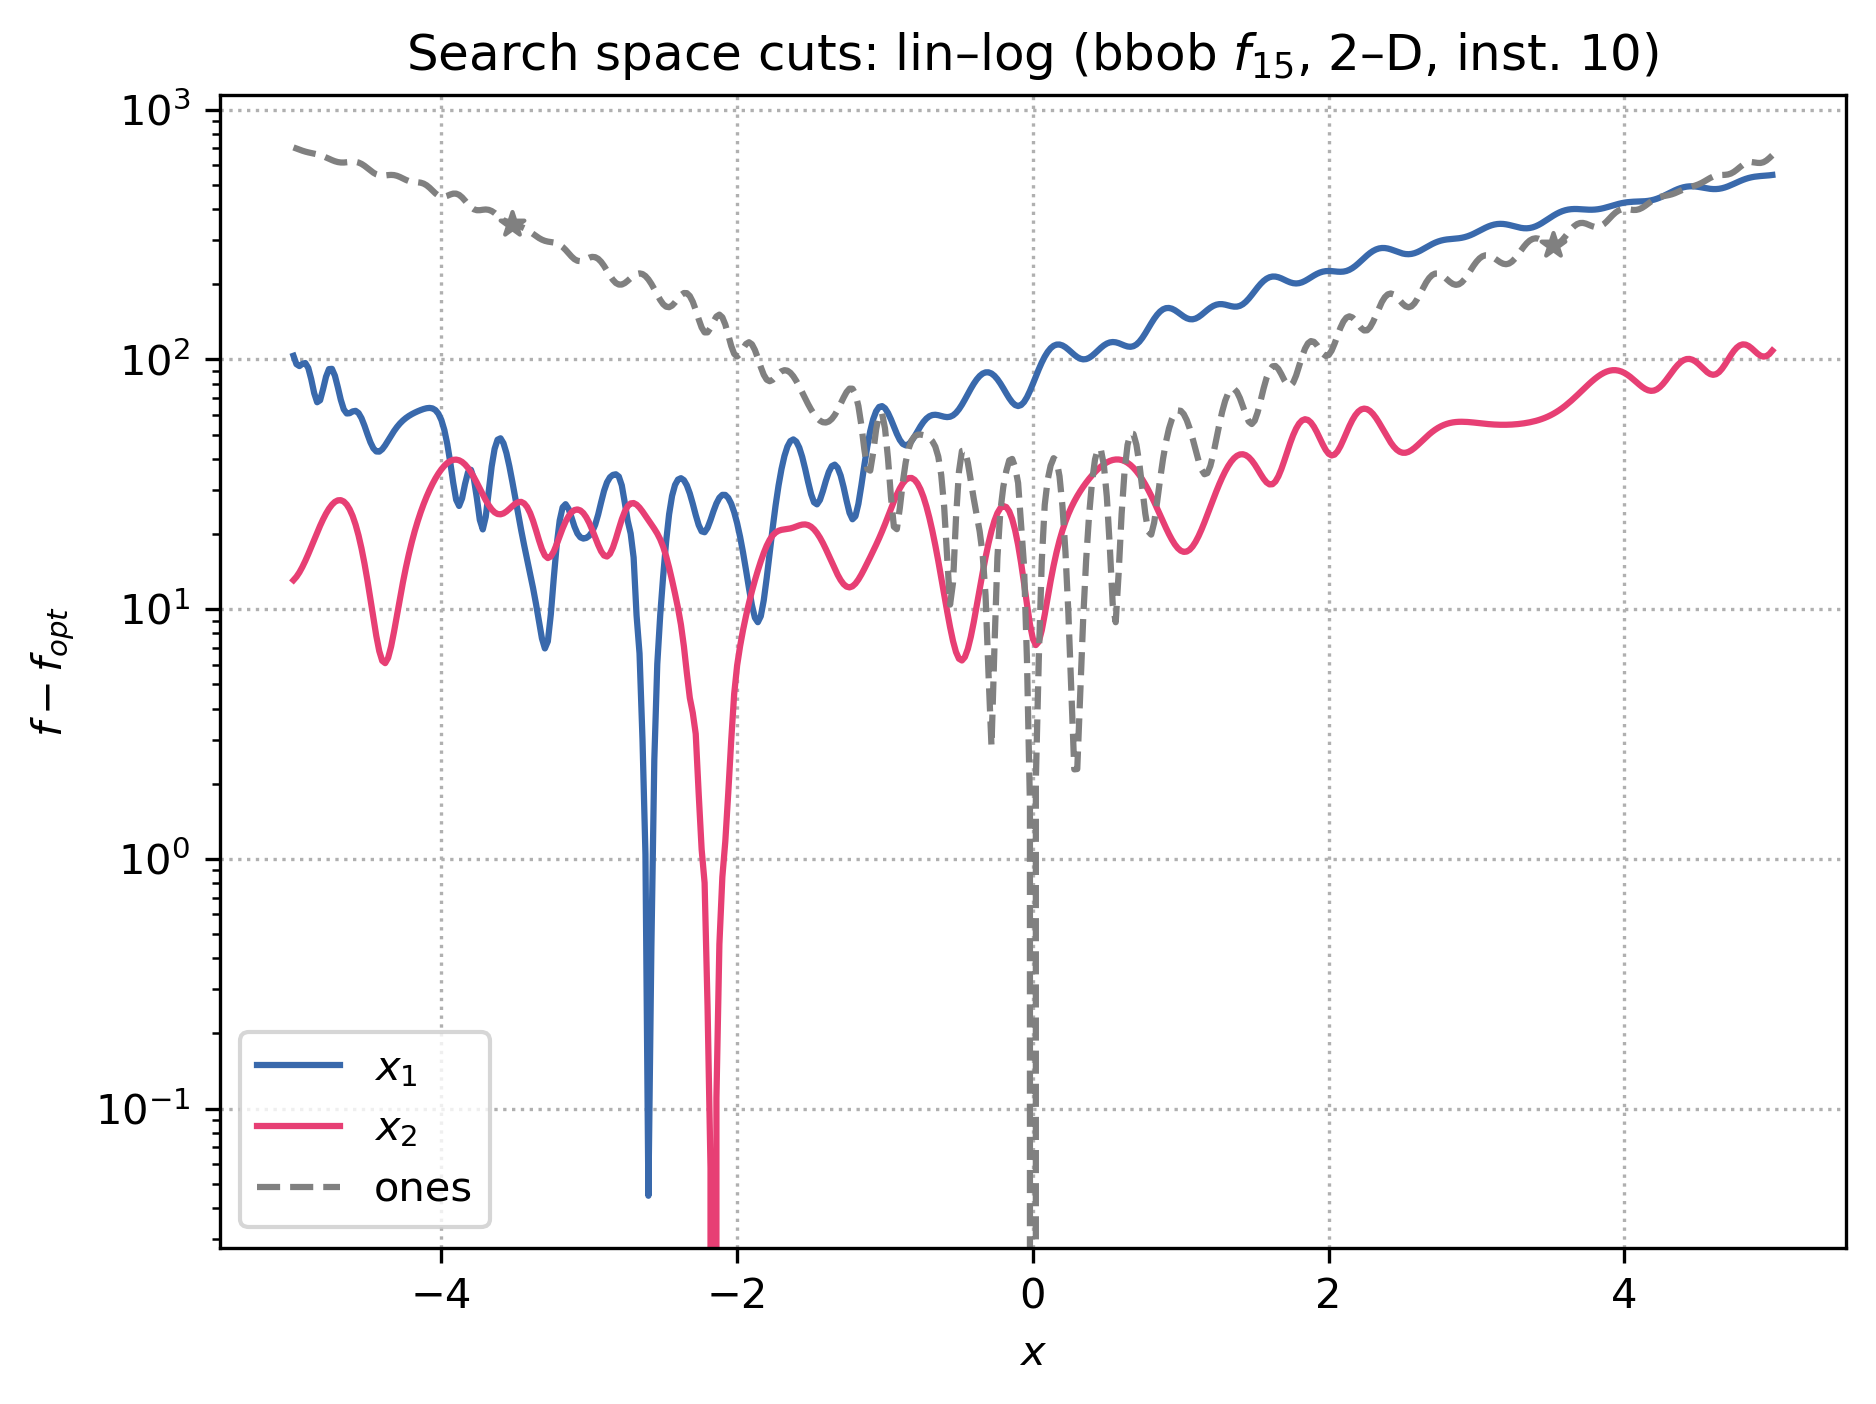 Search space cuts: lin–log (bbob f₁₅, 2–D, inst. 10)
10³
10²
10¹
10⁰
10⁻¹
f − fₒₚₜ
x₁
x₂
ones
−4 −2 0 2 4
x